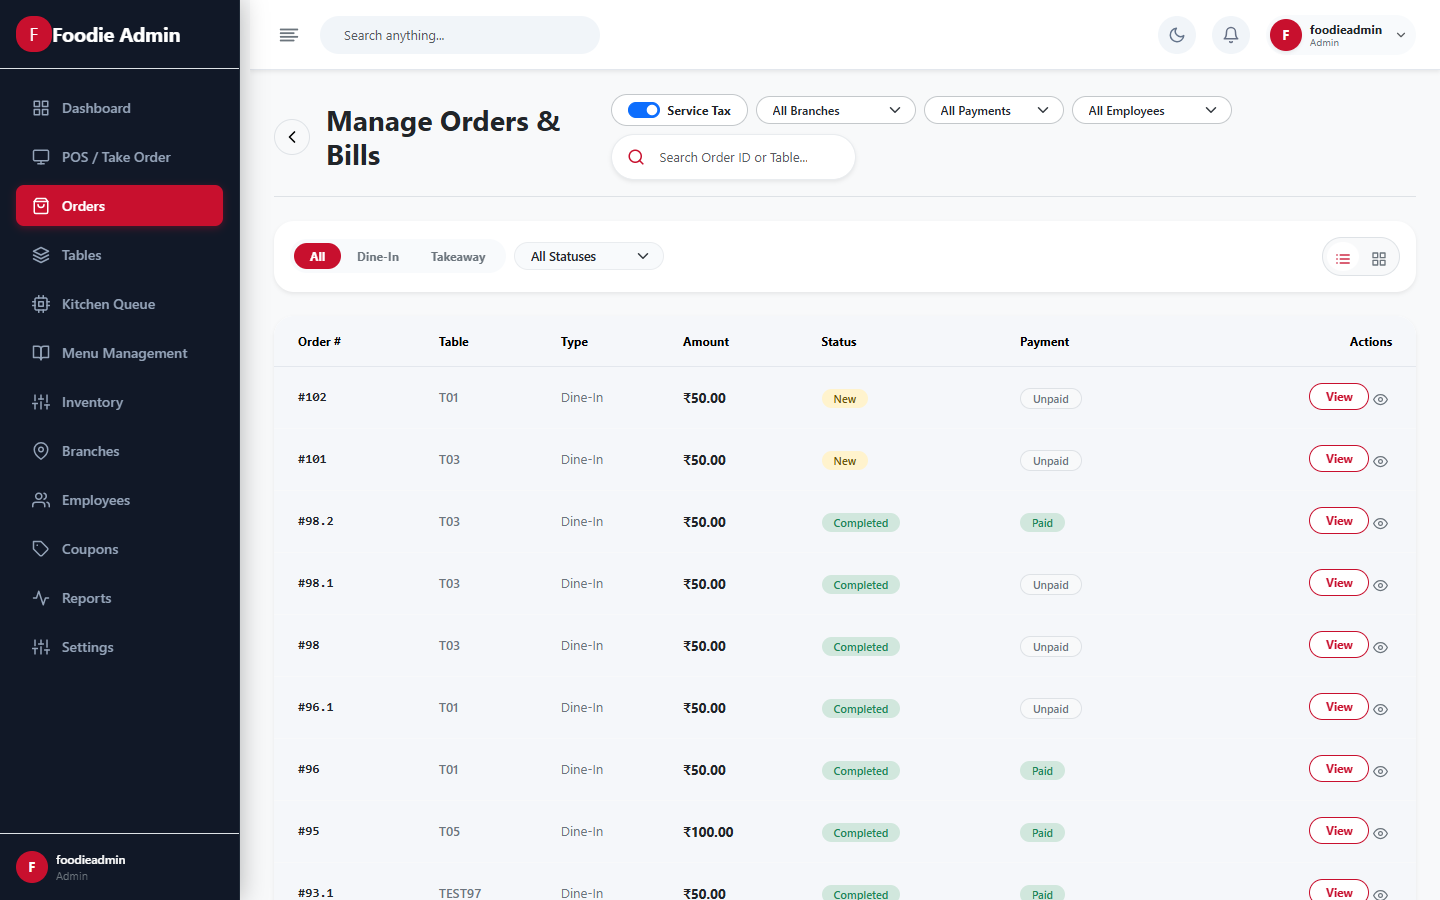 F Foodie Admin
Dashboard
POS / Take Order
Orders
Tables
Kitchen Queue
Menu Management
Inventory
Branches
Employees
Coupons
Reports
Settings
F foodieadmin
Admin
Search anything...
F foodieadmin
Admin
Manage Orders &
Bills
Service Tax All Branches All Payments All Employees
Search Order ID or Table...
All Dine-In Takeaway All Statuses
Order # Table Type Amount Status Payment Actions
#102 T01 Dine-In ₹50.00 New Unpaid View
#101 T03 Dine-In ₹50.00 New Unpaid View
#98.2 T03 Dine-In ₹50.00 Completed Paid View
#98.1 T03 Dine-In ₹50.00 Completed Unpaid View
#98 T03 Dine-In ₹50.00 Completed Unpaid View
#96.1 T01 Dine-In ₹50.00 Completed Unpaid View
#96 T01 Dine-In ₹50.00 Completed Paid View
#95 T05 Dine-In ₹100.00 Completed Paid View
#93.1 TEST97 Dine-In ₹50.00 Completed Paid View